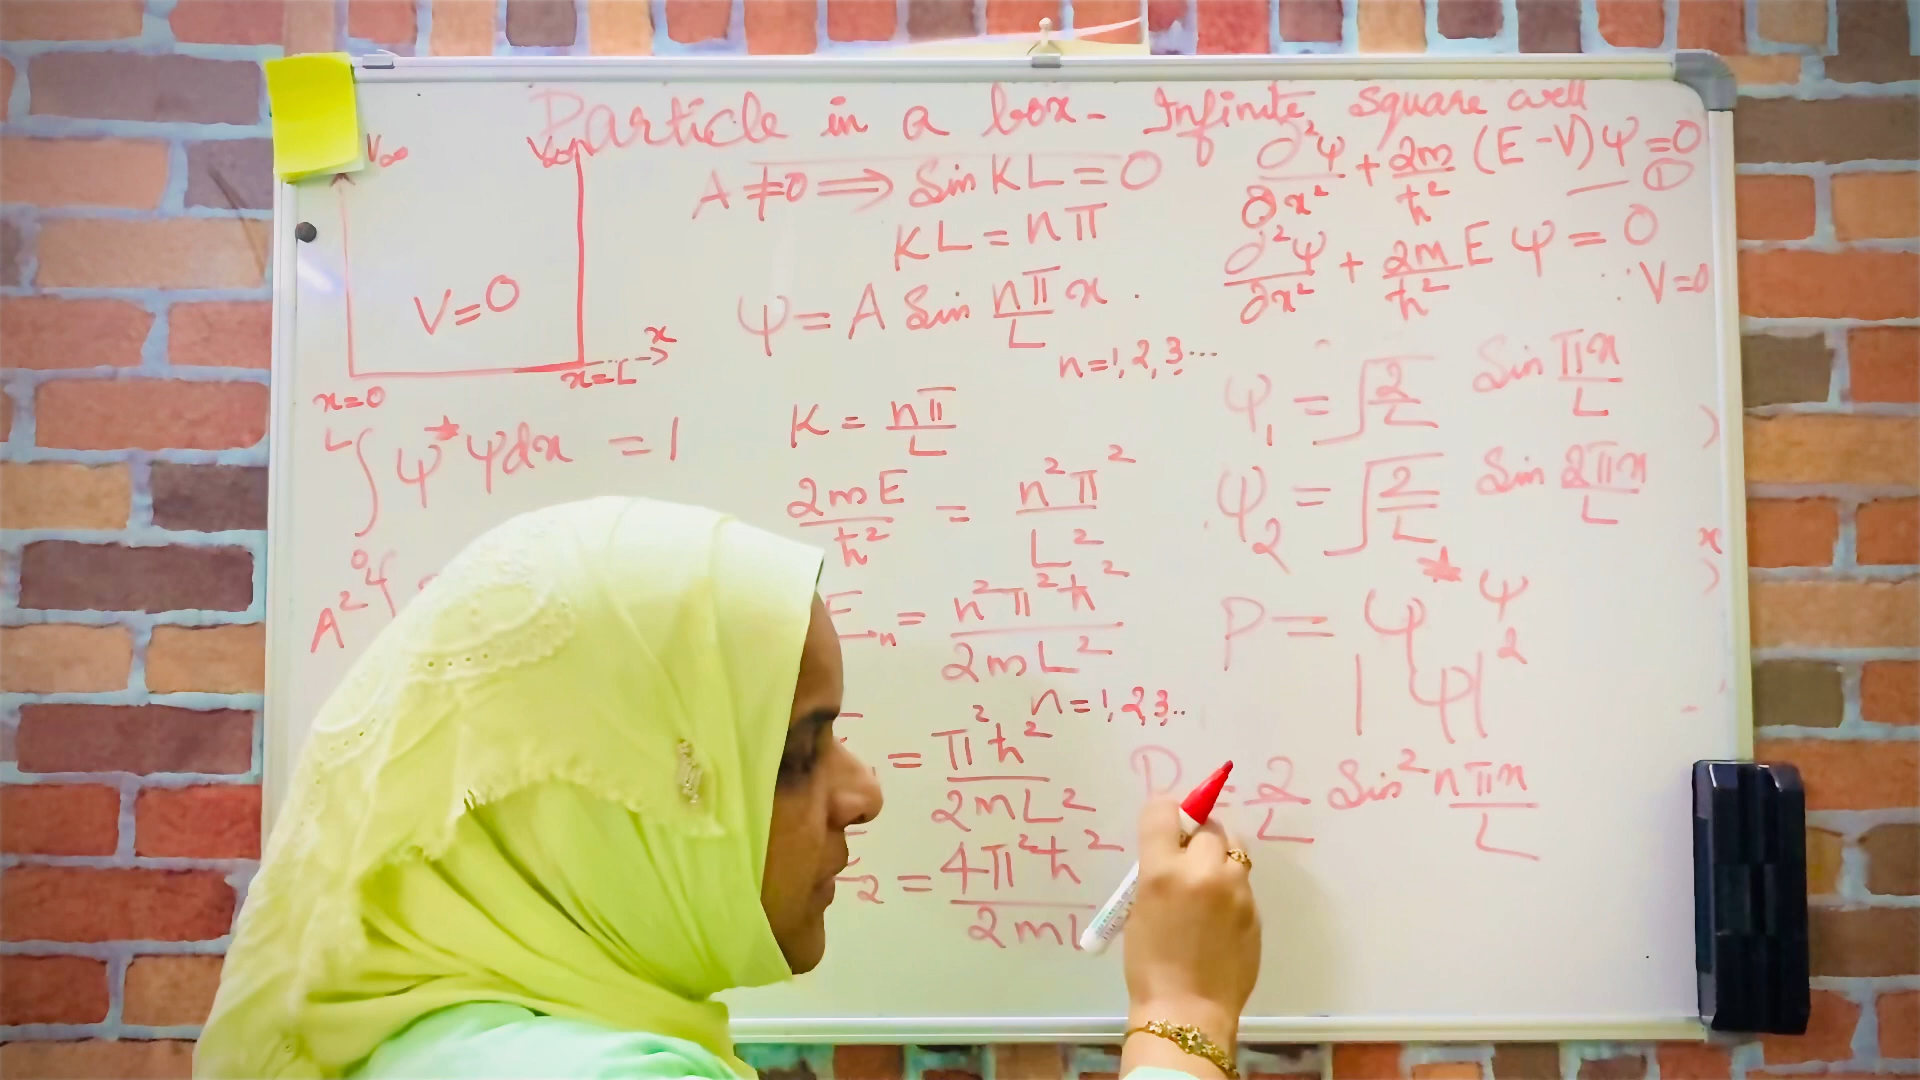 Particle in a box - Infinite square well
V∞
V∞
V=0
x=0
x=L
x
∫₀ᴸ ψ*ψdx = 1
A²
A ≠ 0 ⟹ Sin KL = 0
KL = nπ
ψ = A Sin nπ/L x .
n=1,2,3...
K = nπ/L
2mE/ħ² = n²π²/L²
Eₙ = n²π²ħ²/2mL²
n=1,2,3..
= π²ħ²/2mL²
₂ = 4π²ħ²/2mL
∂²ψ/∂x² + 2m/ħ² (E-V)ψ = 0 — ①
∂²ψ/∂x² + 2m/ħ² E ψ = 0
∵ V=0
ψ₁ = √2/L Sin πx/L
ψ₂ = √2/L Sin 2πx/L
P = ψ*ψ
|ψ|²
P = 2/L Sin² nπx/L
x